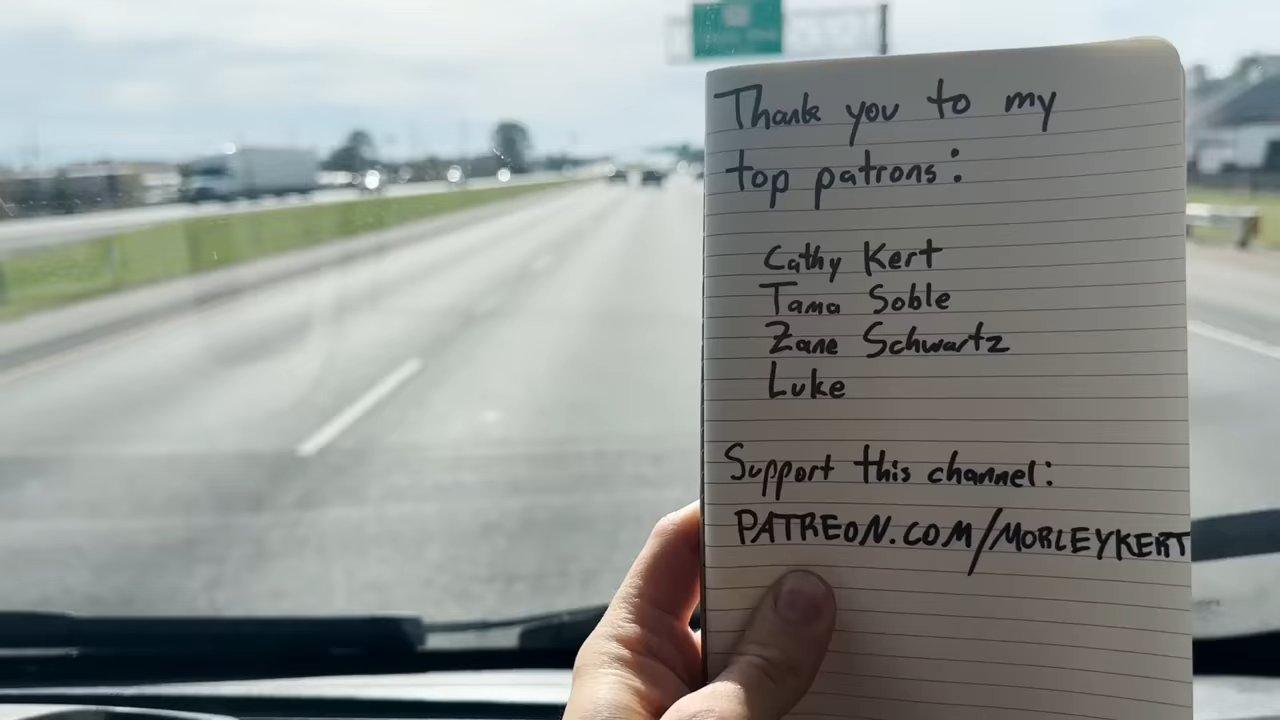 Thank you to my
top patrons:
Cathy Kert
Tama Soble
Zane Schwartz
Luke
Support this channel:
PATREON.COM/MORLEYKERT